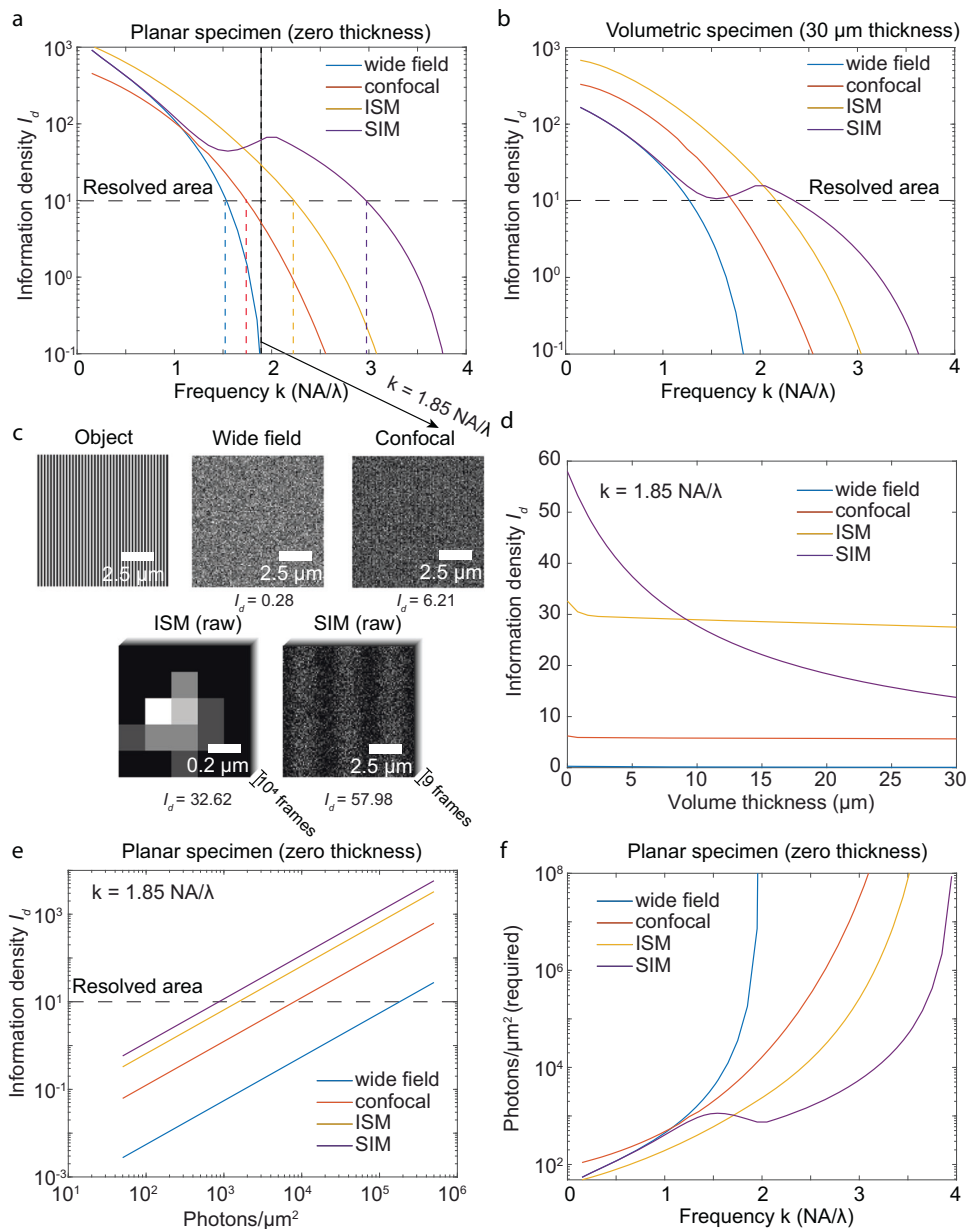 a
Planar specimen (zero thickness)
10³
10²
10¹
10⁰
10⁻¹
Information density I_d
wide field
confocal
ISM
SIM
Resolved area
0 1 2 3 4
Frequency k (NA/λ)
k = 1.85 NA/λ
b
Volumetric specimen (30 µm thickness)
10³
10²
10¹
10⁰
10⁻¹
Information density I_d
wide field
confocal
ISM
SIM
Resolved area
0 1 2 3 4
Frequency k (NA/λ)
c
Object
2.5 µm
Wide field
2.5 µm
I_d = 0.28
Confocal
2.5 µm
I_d = 6.21
ISM (raw)
0.2 µm
10⁴ frames
I_d = 32.62
SIM (raw)
2.5 µm
9 frames
I_d = 57.98
d
60
50
40
30
20
10
0
Information density I_d
k = 1.85 NA/λ
wide field
confocal
ISM
SIM
0 5 10 15 20 25 30
Volume thickness (µm)
e
Planar specimen (zero thickness)
10³
10¹
10⁻¹
10⁻³
Information density I_d
k = 1.85 NA/λ
Resolved area
wide field
confocal
ISM
SIM
10¹ 10² 10³ 10⁴ 10⁵ 10⁶
Photons/µm²
f
Planar specimen (zero thickness)
10⁸
10⁶
10⁴
10²
Photons/µm² (required)
wide field
confocal
ISM
SIM
0 1 2 3 4
Frequency k (NA/λ)